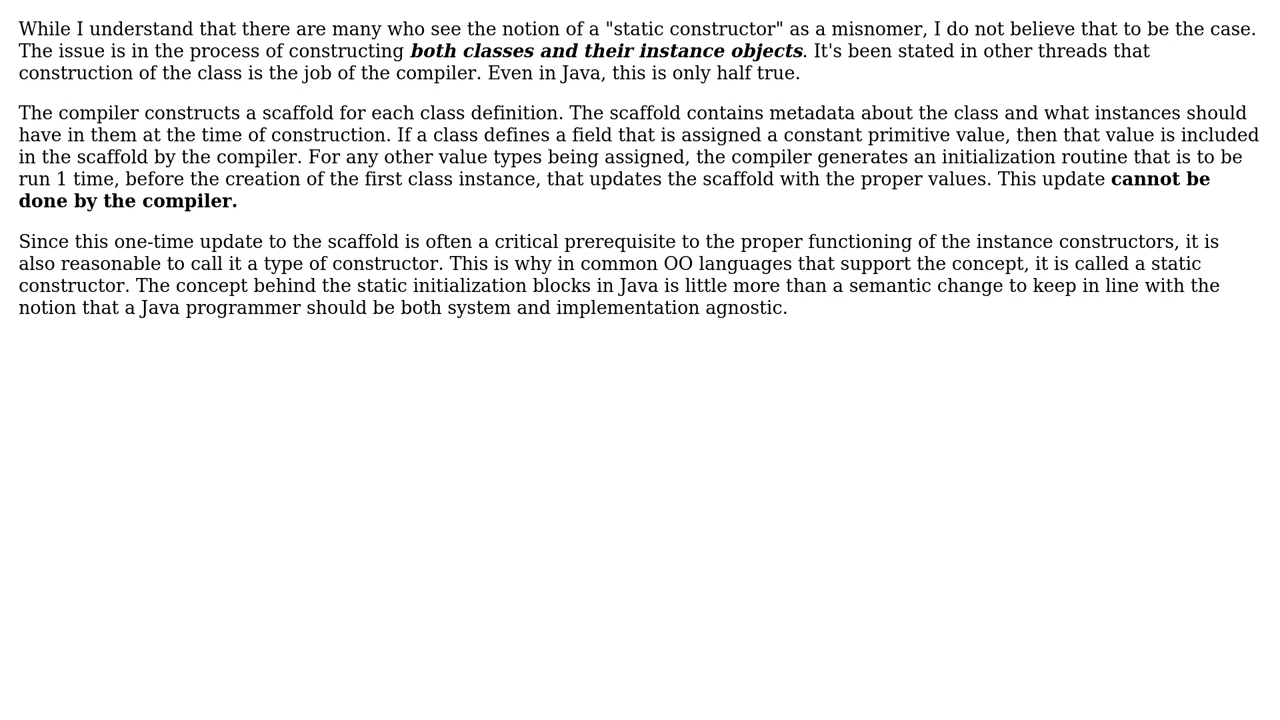 While I understand that there are many who see the notion of a "static constructor" as a misnomer, I do not believe that to be the case.
The issue is in the process of constructing both classes and their instance objects. It's been stated in other threads that
construction of the class is the job of the compiler. Even in Java, this is only half true.
The compiler constructs a scaffold for each class definition. The scaffold contains metadata about the class and what instances should
have in them at the time of construction. If a class defines a field that is assigned a constant primitive value, then that value is included
in the scaffold by the compiler. For any other value types being assigned, the compiler generates an initialization routine that is to be
run 1 time, before the creation of the first class instance, that updates the scaffold with the proper values. This update cannot be
done by the compiler.
Since this one-time update to the scaffold is often a critical prerequisite to the proper functioning of the instance constructors, it is
also reasonable to call it a type of constructor. This is why in common OO languages that support the concept, it is called a static
constructor. The concept behind the static initialization blocks in Java is little more than a semantic change to keep in line with the
notion that a Java programmer should be both system and implementation agnostic.